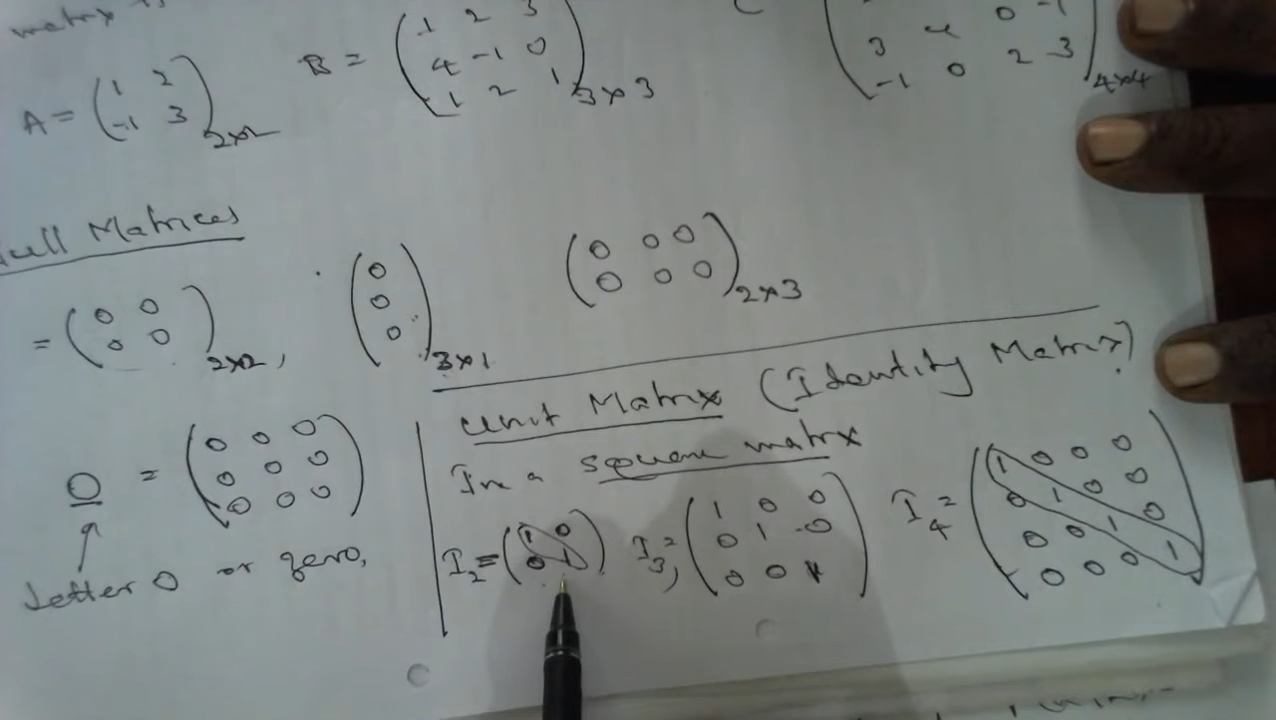 matrix is
A = (1 2
-1 3) 2×2
B = (1 2 3
4 -1 0
1 2 1) 3×3
0 -1
3 0 2 3
-1) 4×4
Null Matrices
= (0 0
0 0) 2×2,
(0
0
0) 3×1
(0 0 0
0 0 0) 2×3
O = (0 0 0
0 0 0
0 0 0)
Letter O or zero,
Unit Matrix (Identity Matrix)
In a square matrix
I2 = (1 0
0 1)
I3, = (1 0 0
0 1 0
0 0 1)
I4 = (1 0 0 0
0 1 0 0
0 0 1 0
0 0 0 1)